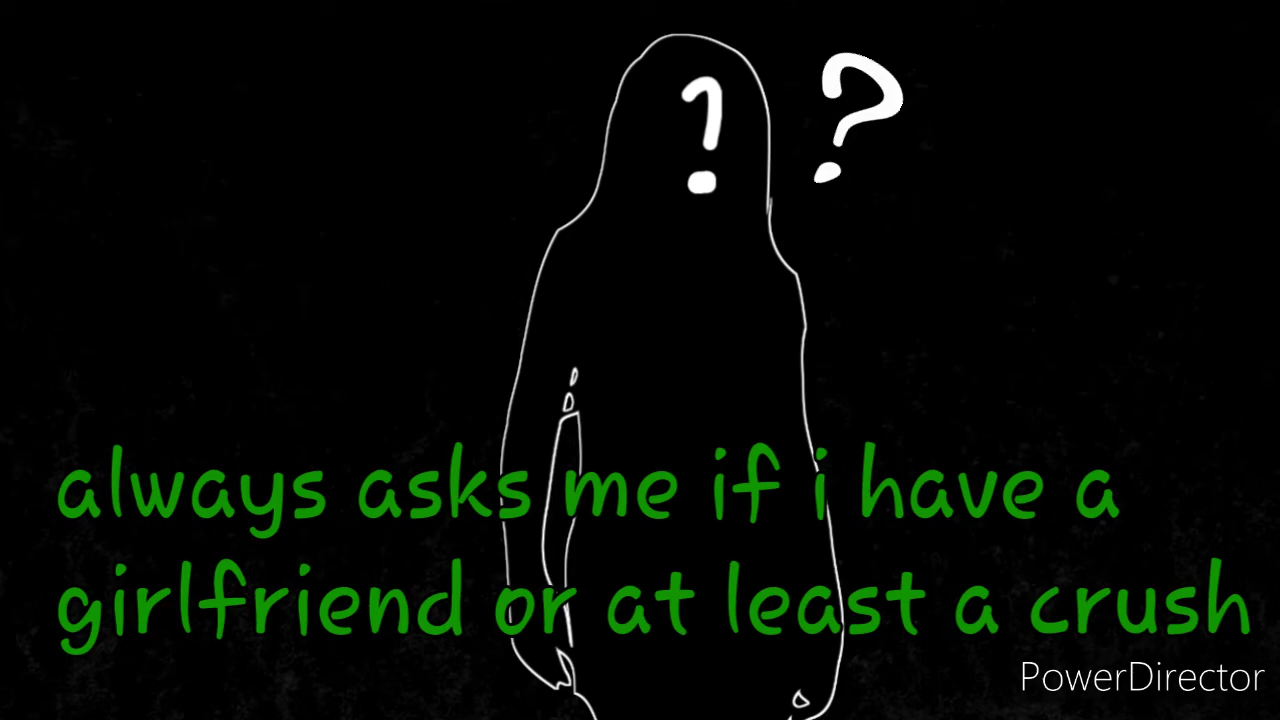 ?
?
always asks me if i have a
girlfriend or at least a crush
PowerDirector